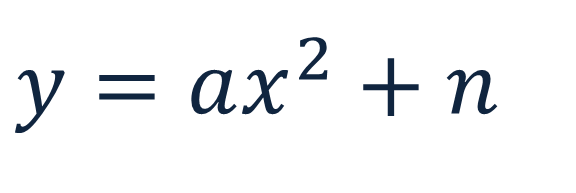 y = ax² + n